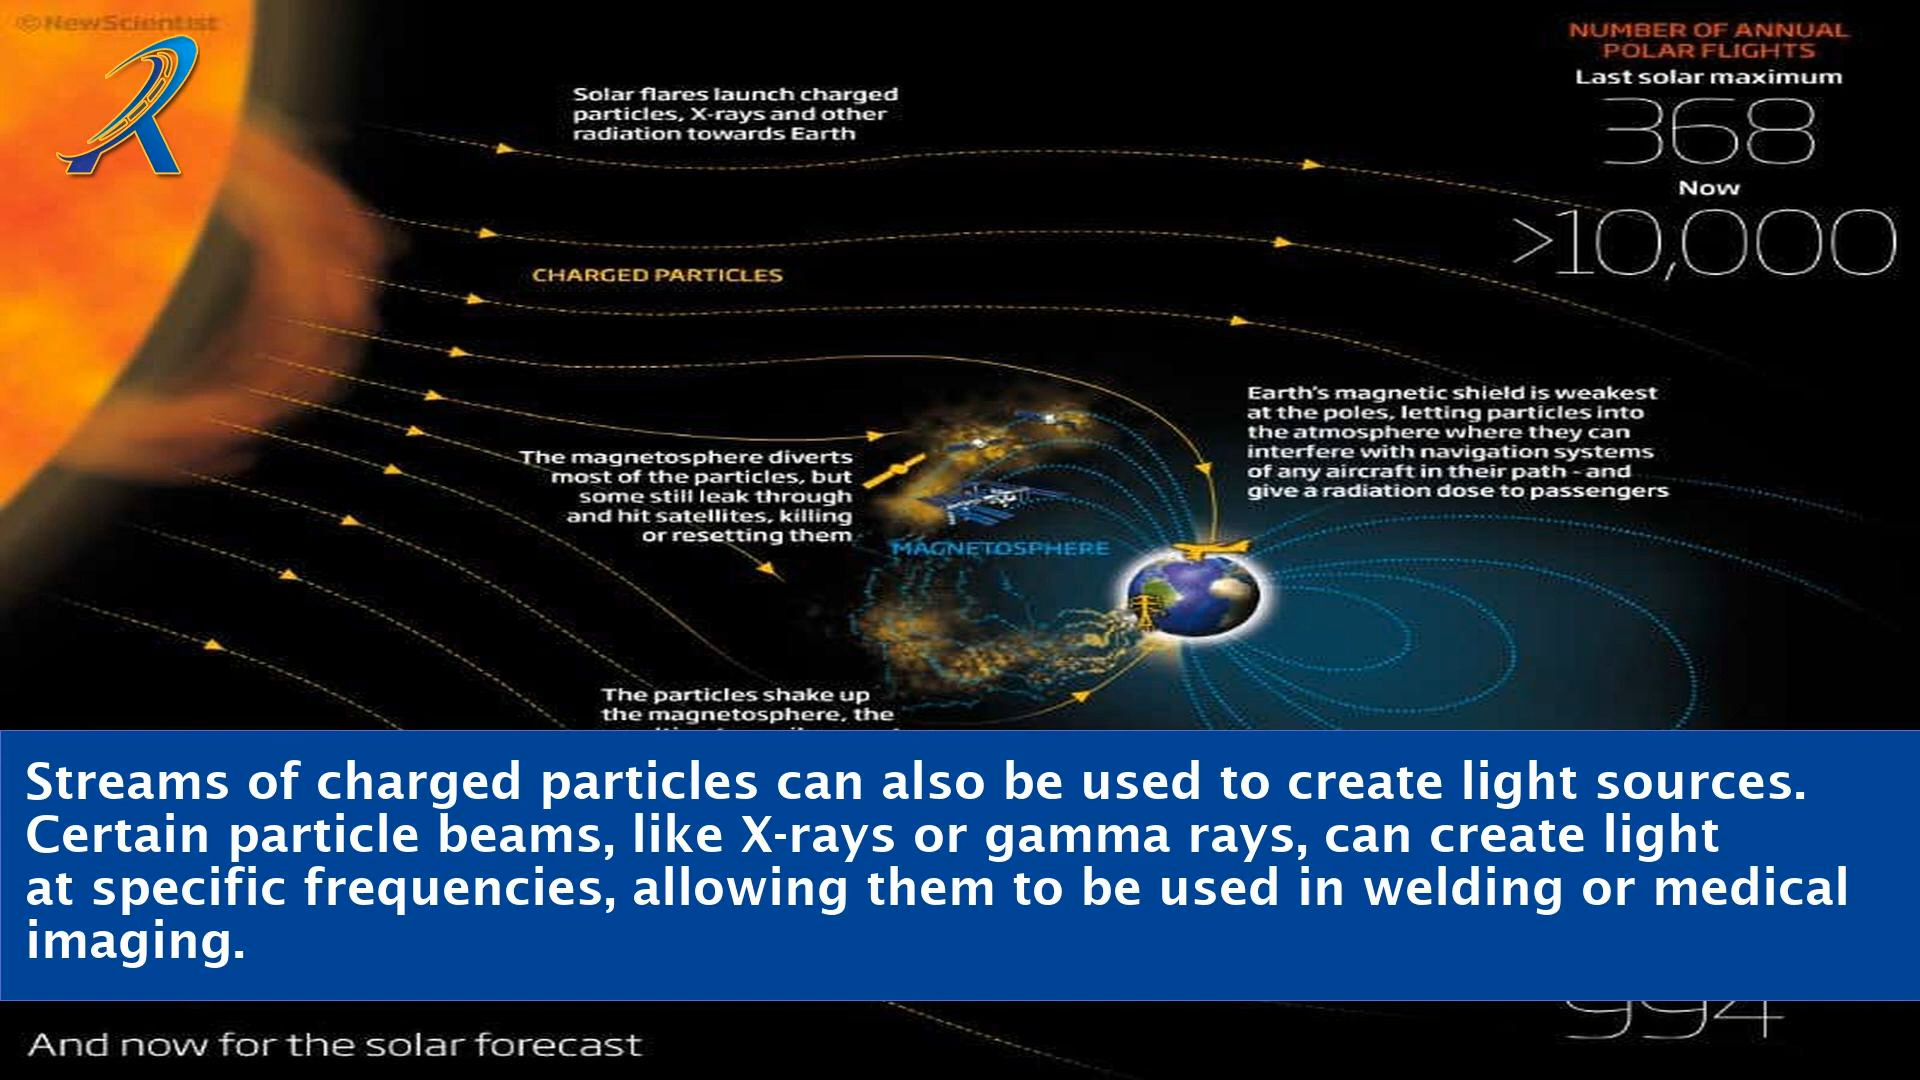 ©NewScientist
NUMBER OF ANNUAL
POLAR FLIGHTS
Last solar maximum
368
Now
>10,000
Solar flares launch charged
particles, X-rays and other
radiation towards Earth
CHARGED PARTICLES
Earth's magnetic shield is weakest
at the poles, letting particles into
the atmosphere where they can
interfere with navigation systems
of any aircraft in their path - and
give a radiation dose to passengers
The magnetosphere diverts
most of the particles, but
some still leak through
and hit satellites, killing
or resetting them
MAGNETOSPHERE
The particles shake up
the magnetosphere, the
Streams of charged particles can also be used to create light sources.
Certain particle beams, like X-rays or gamma rays, can create light
at specific frequencies, allowing them to be used in welding or medical
imaging.
994
And now for the solar forecast